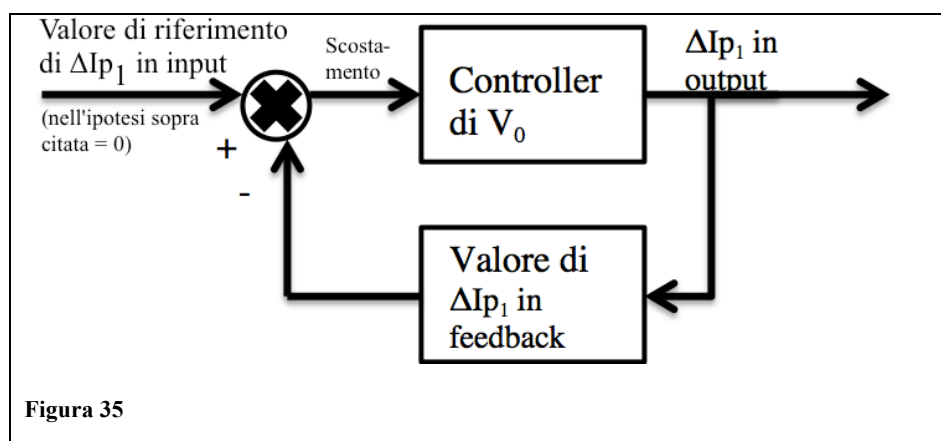 Valore di riferimento
di ΔIp₁ in input
(nell'ipotesi sopra
citata = 0)
+
-
Scosta-
mento
Controller
di V₀
ΔIp₁ in
output
Valore di
ΔIp₁ in
feedback
Figura 35